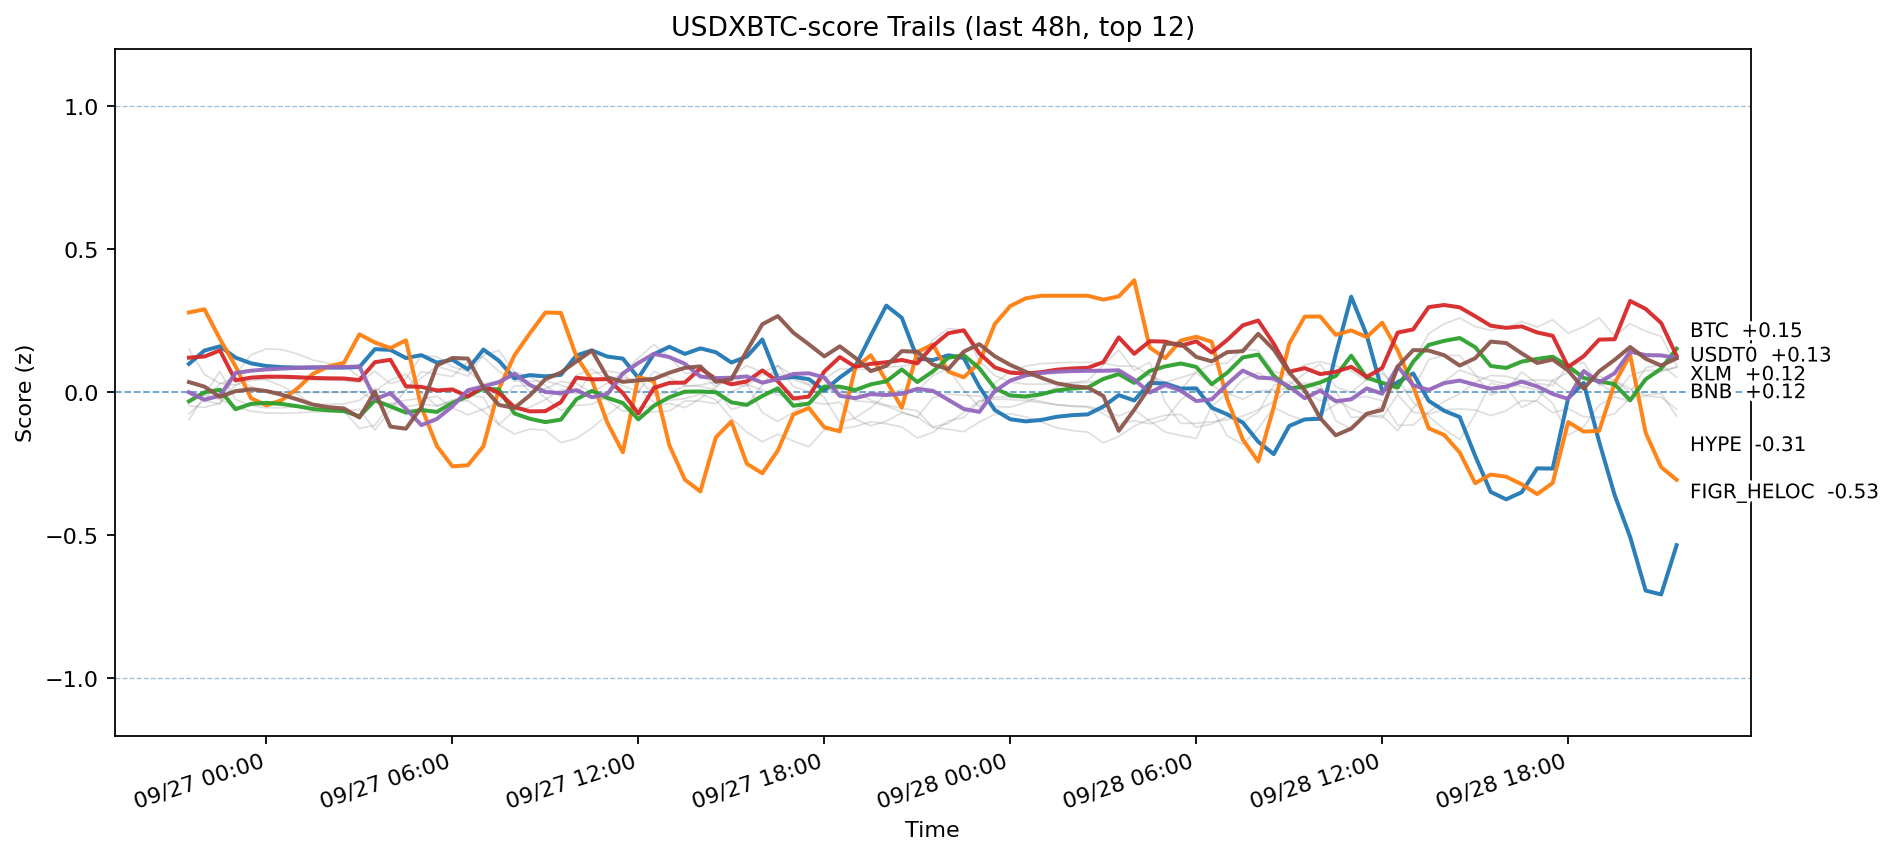 USDXBTC-score Trails (last 48h, top 12)
Score (z)
1.0
0.5
0.0
−0.5
−1.0
BTC +0.15
USDT0 +0.13
XLM +0.12
BNB +0.12
HYPE -0.31
FIGR_HELOC -0.53
09/27 00:00
09/27 06:00
09/27 12:00
09/27 18:00
09/28 00:00
09/28 06:00
09/28 12:00
09/28 18:00
Time